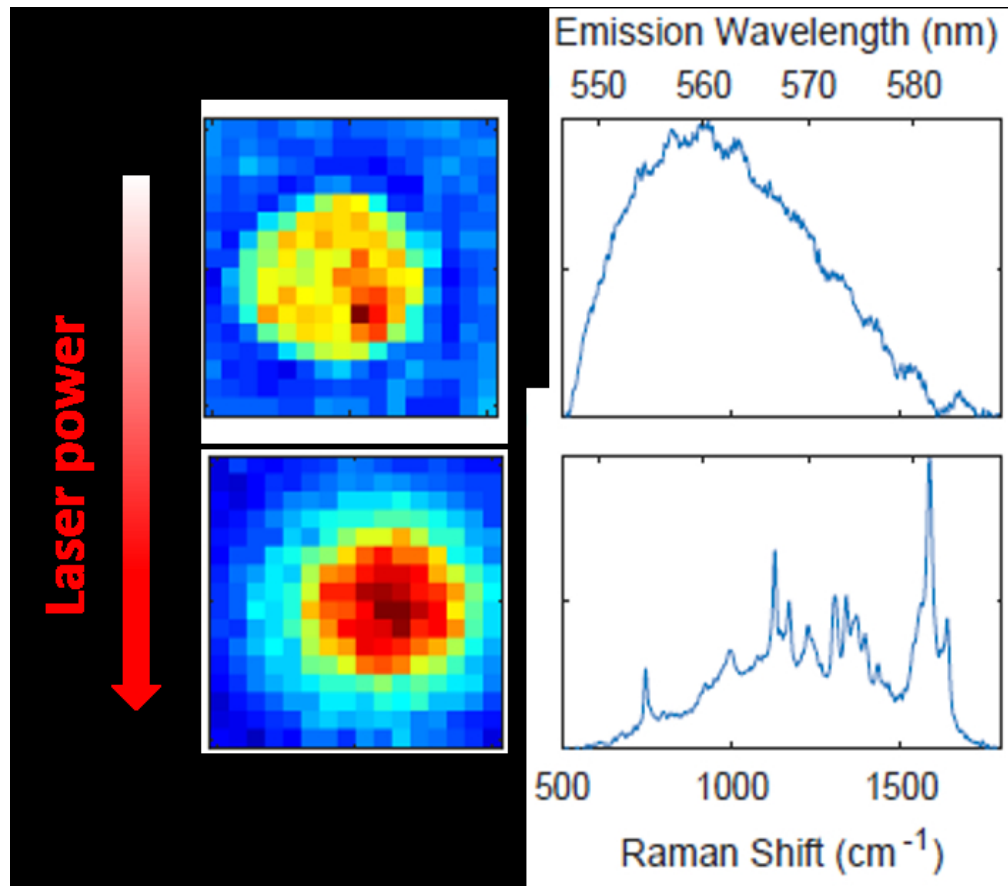 Emission Wavelength (nm)
550 560 570 580
Laser power
500 1000 1500
Raman Shift (cm⁻¹)